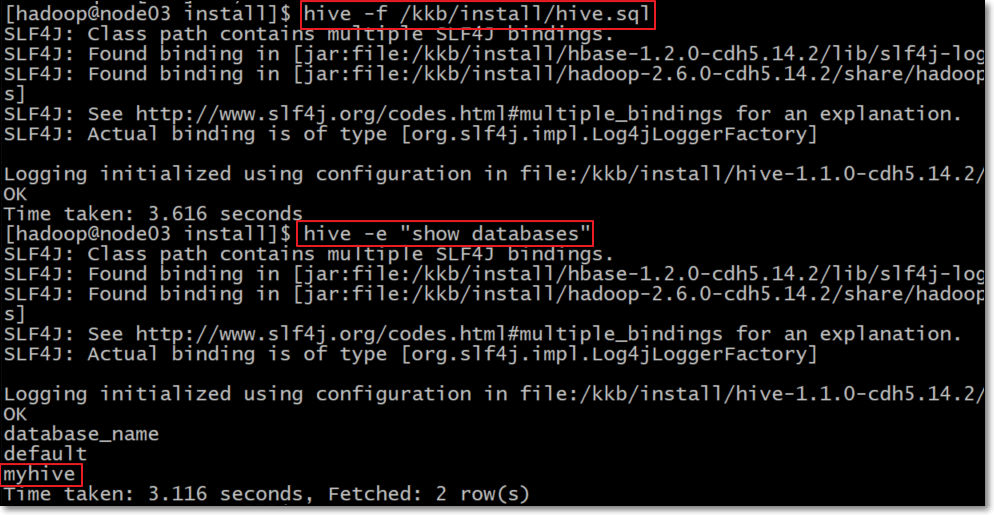 [hadoop@node03 install]$ hive -f /kkb/install/hive.sql
SLF4J: Class path contains multiple SLF4J bindings.
SLF4J: Found binding in [jar:file:/kkb/install/hbase-1.2.0-cdh5.14.2/lib/slf4j-log
SLF4J: Found binding in [jar:file:/kkb/install/hadoop-2.6.0-cdh5.14.2/share/hadoop
s]
SLF4J: See http://www.slf4j.org/codes.html#multiple_bindings for an explanation.
SLF4J: Actual binding is of type [org.slf4j.impl.Log4jLoggerFactory]
Logging initialized using configuration in file:/kkb/install/hive-1.1.0-cdh5.14.2/
OK
Time taken: 3.616 seconds
[hadoop@node03 install]$ hive -e "show databases"
SLF4J: Class path contains multiple SLF4J bindings.
SLF4J: Found binding in [jar:file:/kkb/install/hbase-1.2.0-cdh5.14.2/lib/slf4j-log
SLF4J: Found binding in [jar:file:/kkb/install/hadoop-2.6.0-cdh5.14.2/share/hadoop
s]
SLF4J: See http://www.slf4j.org/codes.html#multiple_bindings for an explanation.
SLF4J: Actual binding is of type [org.slf4j.impl.Log4jLoggerFactory]
Logging initialized using configuration in file:/kkb/install/hive-1.1.0-cdh5.14.2/
OK
database_name
default
myhive
Time taken: 3.116 seconds, Fetched: 2 row(s)